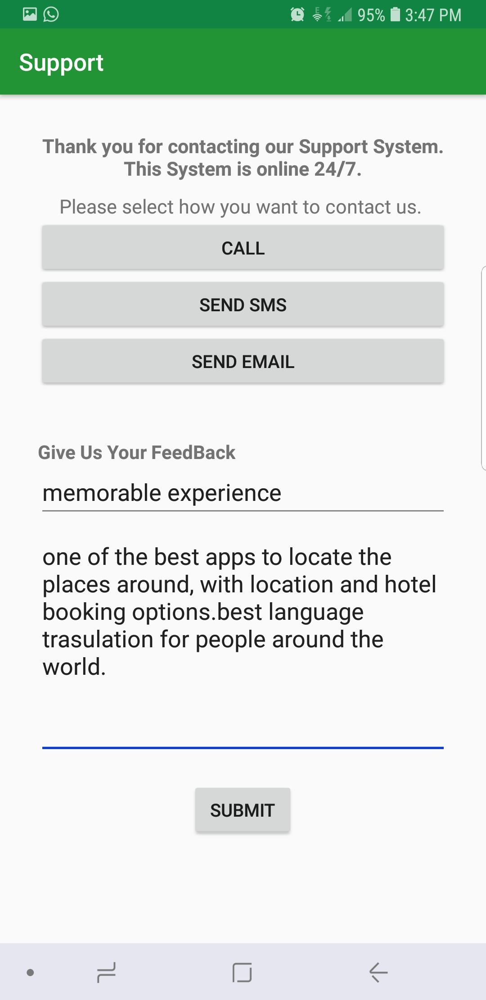 95% 3:47 PM
Support
Thank you for contacting our Support System.
This System is online 24/7.
Please select how you want to contact us.
CALL
SEND SMS
SEND EMAIL
Give Us Your FeedBack
memorable experience
one of the best apps to locate the
places around, with location and hotel
booking options.best language
trasulation for people around the
world.
SUBMIT